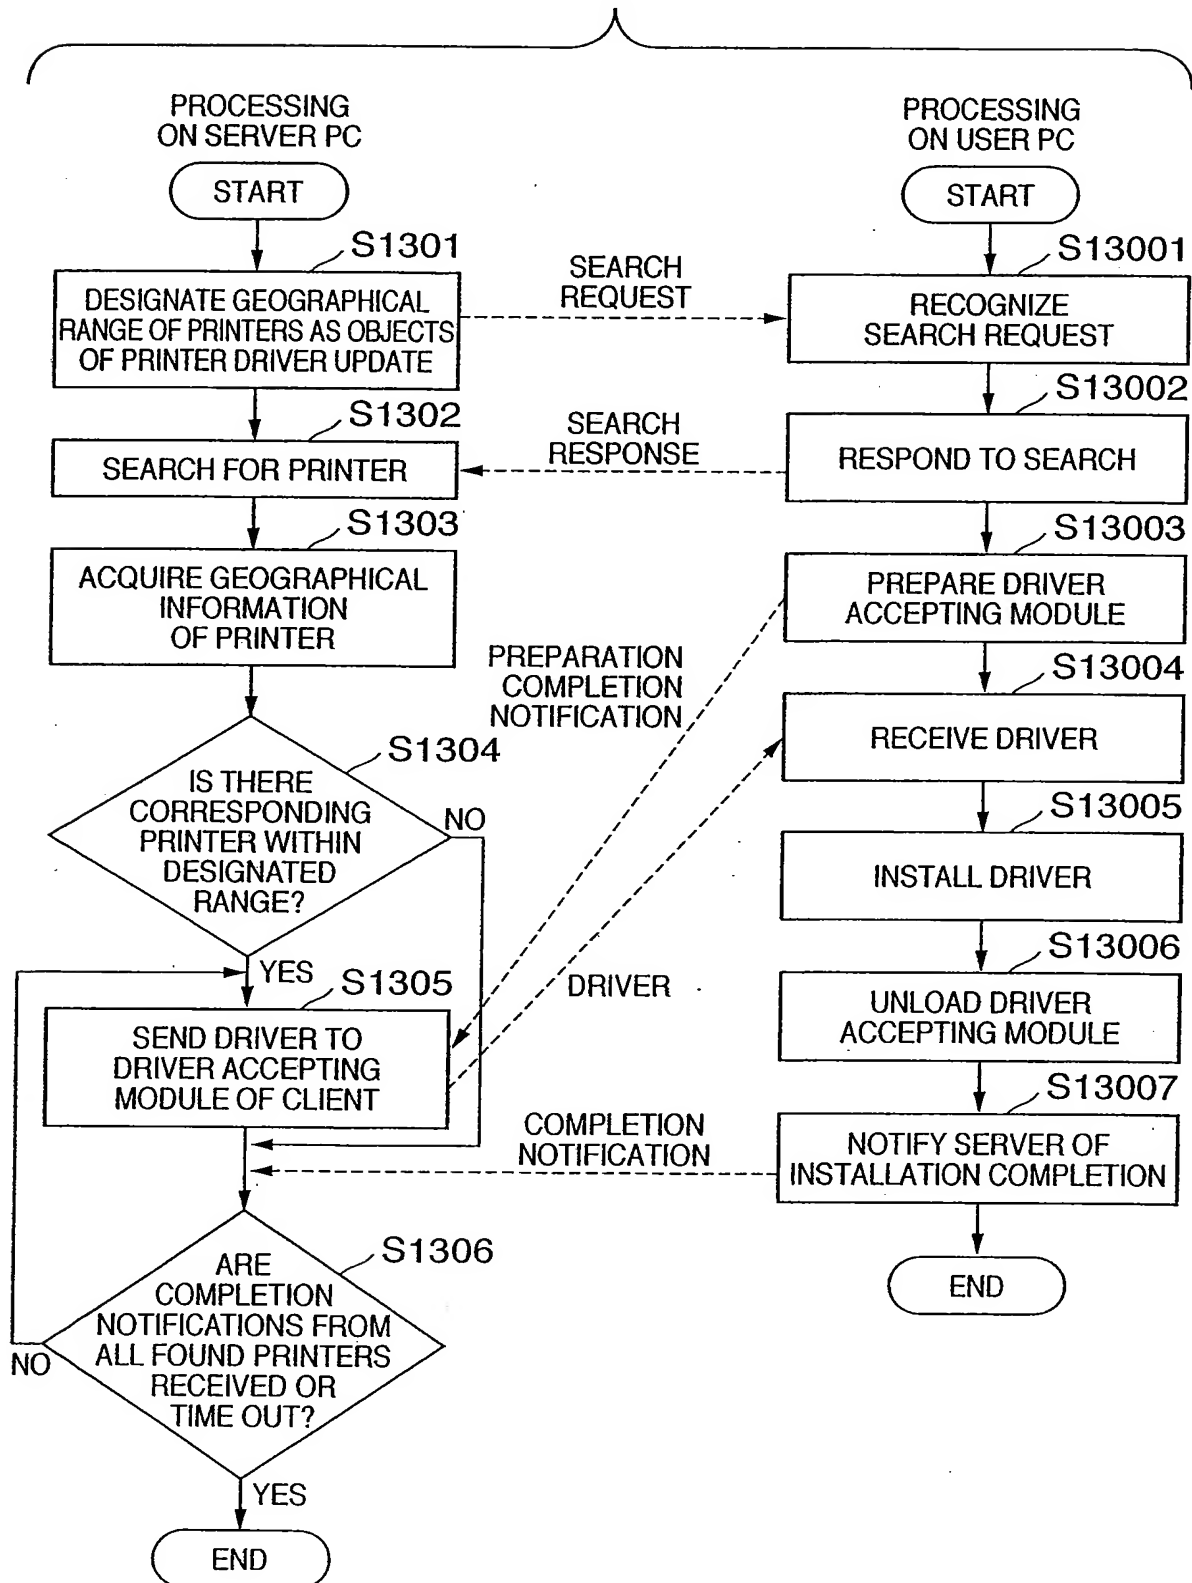 PROCESSING
ON SERVER PC
START
S1301
DESIGNATE GEOGRAPHICAL
RANGE OF PRINTERS AS OBJECTS
OF PRINTER DRIVER UPDATE
S1302
SEARCH FOR PRINTER
S1303
ACQUIRE GEOGRAPHICAL
INFORMATION
OF PRINTER
S1304
IS THERE
CORRESPONDING
PRINTER WITHIN
DESIGNATED
RANGE?
NO
YES
S1305
SEND DRIVER TO
DRIVER ACCEPTING
MODULE OF CLIENT
S1306
ARE
COMPLETION
NOTIFICATIONS FROM
ALL FOUND PRINTERS
RECEIVED OR
TIME OUT?
NO
YES
END
SEARCH
REQUEST
SEARCH
RESPONSE
PREPARATION
COMPLETION
NOTIFICATION
DRIVER
COMPLETION
NOTIFICATION
PROCESSING
ON USER PC
START
S13001
RECOGNIZE
SEARCH REQUEST
S13002
RESPOND TO SEARCH
S13003
PREPARE DRIVER
ACCEPTING MODULE
S13004
RECEIVE DRIVER
S13005
INSTALL DRIVER
S13006
UNLOAD DRIVER
ACCEPTING MODULE
S13007
NOTIFY SERVER OF
INSTALLATION COMPLETION
END